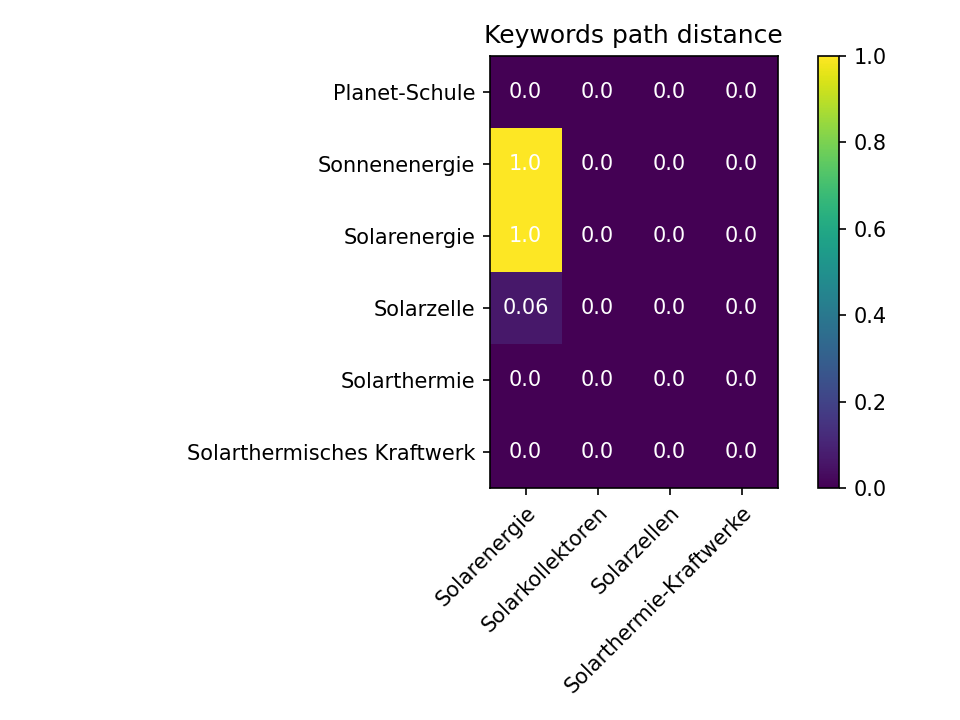 Keywords path distance
Planet-Schule 0.0 0.0 0.0 0.0
Sonnenenergie 1.0 0.0 0.0 0.0
Solarenergie 1.0 0.0 0.0 0.0
Solarzelle 0.06 0.0 0.0 0.0
Solarthermie 0.0 0.0 0.0 0.0
Solarthermisches Kraftwerk 0.0 0.0 0.0 0.0
Solarenergie
Solarkollektoren
Solarzellen
Solarthermie-Kraftwerke
1.0
0.8
0.6
0.4
0.2
0.0